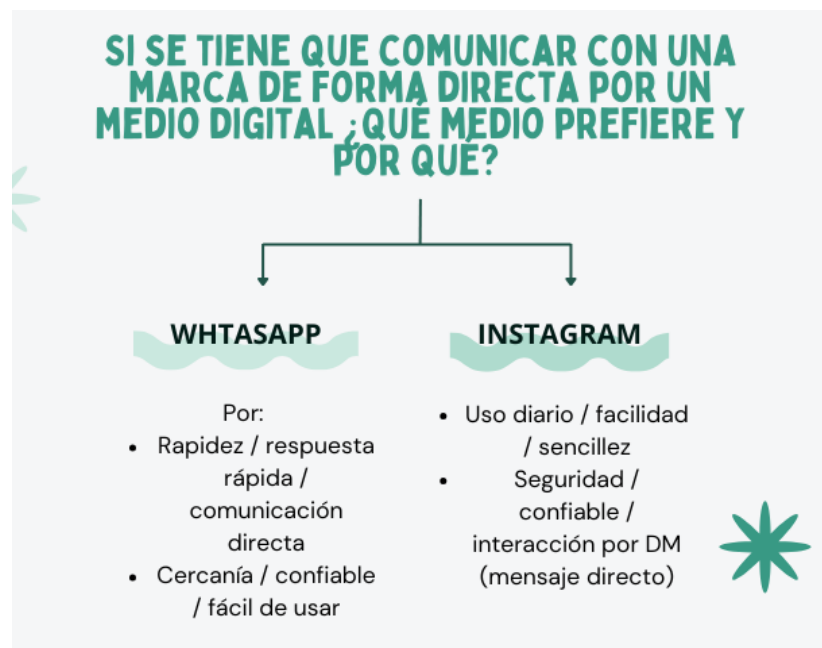 SI SE TIENE QUE COMUNICAR CON UNA
MARCA DE FORMA DIRECTA POR UN
MEDIO DIGITAL ¿QUÉ MEDIO PREFIERE Y
POR QUÉ?
WHTASAPP
Por:
• Rapidez / respuesta
rápida /
comunicación
directa
• Cercanía / confiable
/ fácil de usar
INSTAGRAM
• Uso diario / facilidad
/ sencillez
• Seguridad /
confiable /
interacción por DM
(mensaje directo)